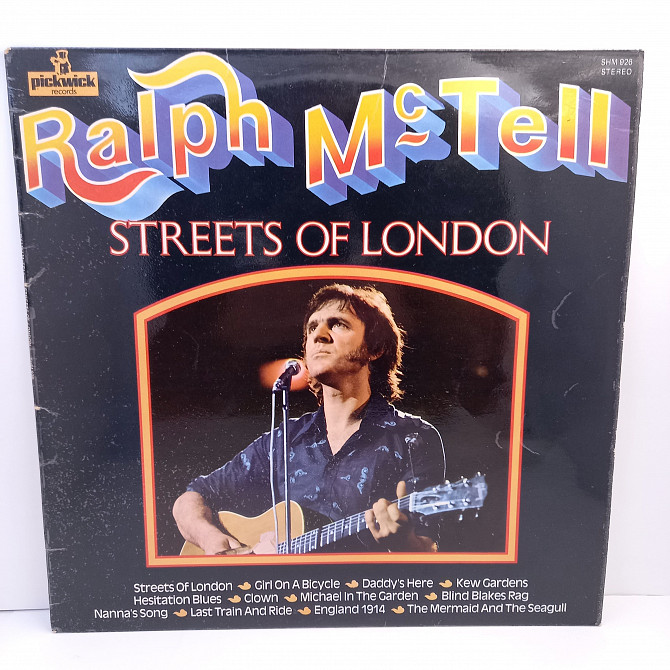 pickwick
records
SHM 926
STEREO
Ralph McTell
STREETS OF LONDON
Streets Of London Girl On A Bicycle Daddy's Here Kew Gardens
Hesitation Blues Clown Michael In The Garden Blind Blakes Rag
Nanna's Song Last Train And Ride England 1914 The Mermaid And The Seagull